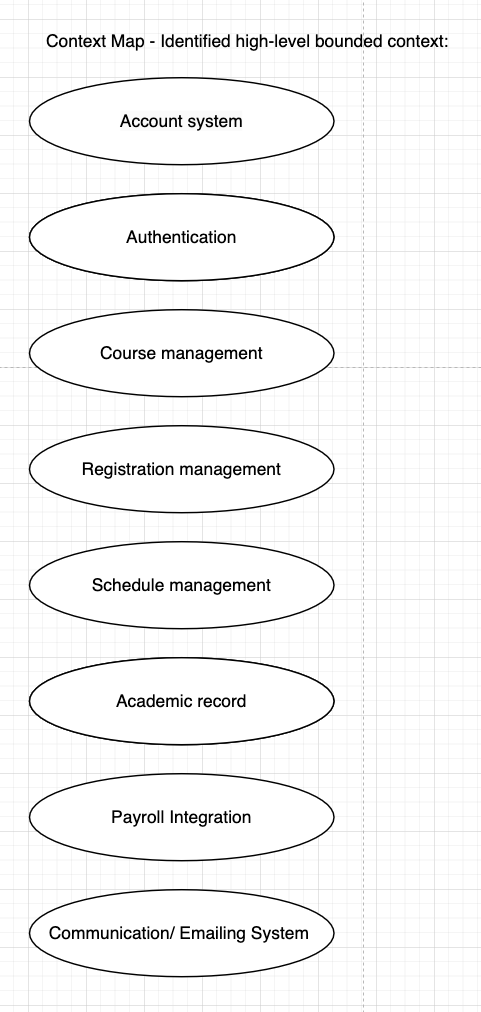 Context Map - Identified high-level bounded context:
Account system
Authentication
Course management
Registration management
Schedule management
Academic record
Payroll Integration
Communication/ Emailing System